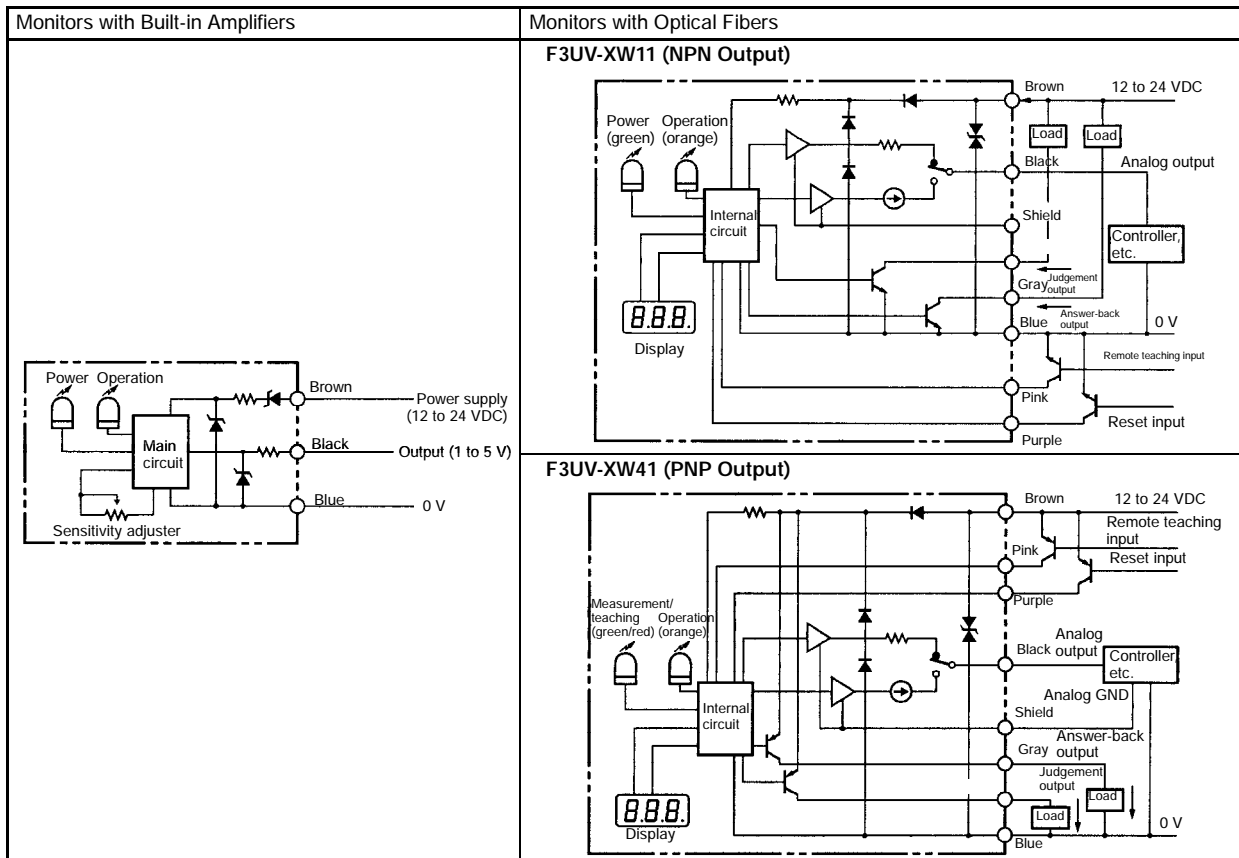 Monitors with Built-in Amplifiers
Monitors with Optical Fibers
Power Operation
Main
circuit
Sensitivity adjuster
Brown
Power supply
(12 to 24 VDC)
Black
Output (1 to 5 V)
Blue
0 V
F3UV-XW11 (NPN Output)
Power
(green)
Operation
(orange)
Internal
circuit
8.8.8.
Display
Brown
12 to 24 VDC
Load
Load
Black
Analog output
Shield
Controller,
etc.
Gray
Judgement
output
Answer-back
output
Blue
0 V
Remote teaching input
Pink
Reset input
Purple
F3UV-XW41 (PNP Output)
Brown
12 to 24 VDC
Remote teaching
input
Reset input
Pink
Purple
Measurement/
teaching
(green/red)
Operation
(orange)
Internal
circuit
8.8.8.
Display
Black
Analog
output
Controller,
etc.
Analog GND
Shield
Gray
Answer-back
output
Judgement
output
Load
Load
0 V
Blue